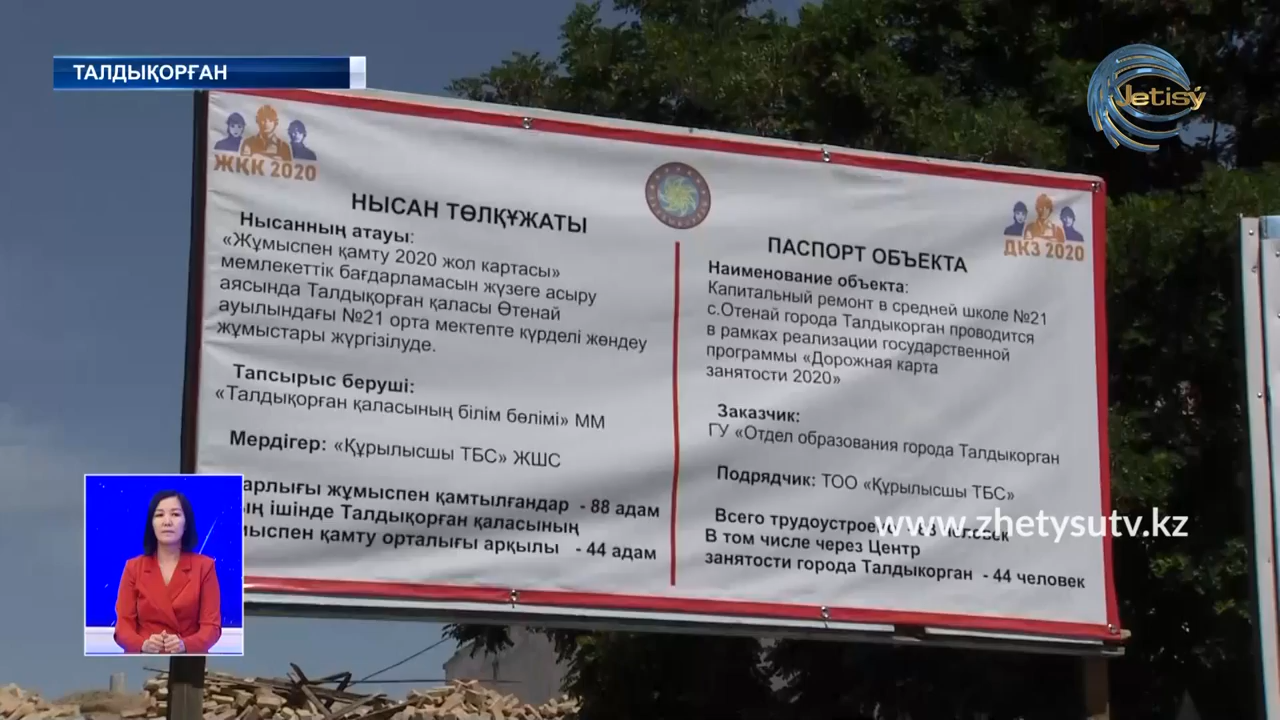 ТАЛДЫҚОРҒАН
Jetisý
ЖҚК 2020
НЫСАН ТӨЛҚҰЖАТЫ
Нысанның атауы:
«Жұмыспен қамту 2020 жол картасы»
мемлекеттік бағдарламасын жүзеге асыру
аясында Талдықорған қаласы Өтенай
ауылындағы №21 орта мектепте күрделі жөндеу
жұмыстары жүргізілуде.
Тапсырыс беруші:
«Талдықорған қаласының білім бөлімі» ММ
Мердігер: «Құрылысшы ТБС» ЖШС
арлығы жұмыспен қамтылғандар - 88 адам
ың ішінде Талдықорған қаласының
мыспен қамту орталығы арқылы - 44 адам
ДКЗ 2020
ПАСПОРТ ОБЪЕКТА
Наименование объекта:
Капитальный ремонт в средней школе №21
с.Отенай города Талдыкорган проводится
в рамках реализации государственной
программы «Дорожная карта
занятости 2020»
Заказчик:
ГУ «Отдел образования города Талдыкорган
Подрядчик: ТОО «Құрылысшы ТБС»
Всего трудоустроено
В том числе через Центр
занятости города Талдыкорган - 44 человек
www.zhetysutv.kz